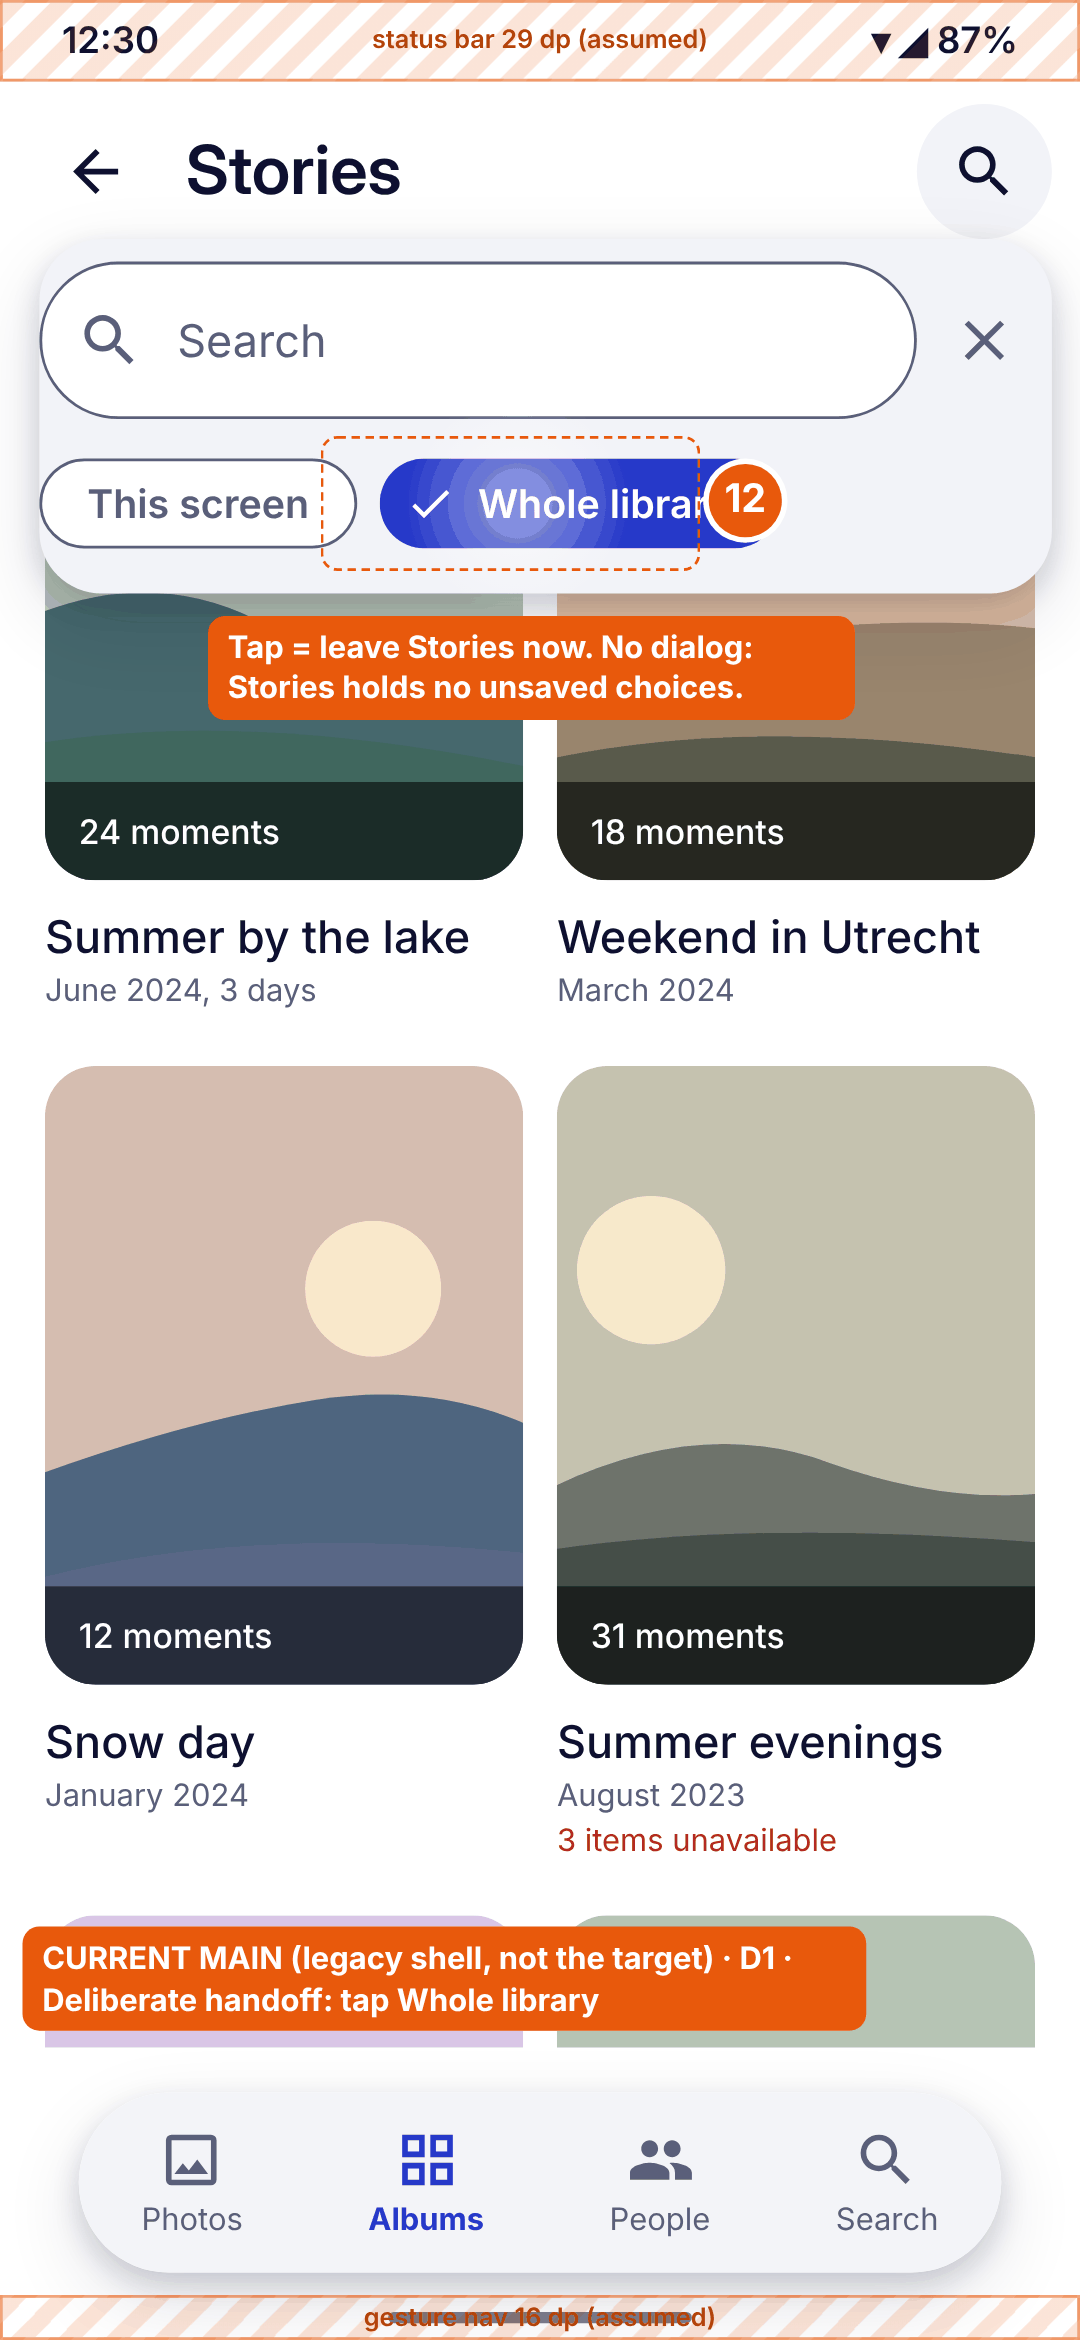 12:30
status bar 29 dp (assumed)
87%
Stories
Search
This screen
Whole librar
12
Tap = leave Stories now. No dialog:
Stories holds no unsaved choices.
24 moments
18 moments
Summer by the lake
Weekend in Utrecht
June 2024, 3 days
March 2024
12 moments
31 moments
Snow day
Summer evenings
January 2024
August 2023
3 items unavailable
CURRENT MAIN (legacy shell, not the target) · D1 ·
Deliberate handoff: tap Whole library
Photos
Albums
People
Search
gesture nav 16 dp (assumed)